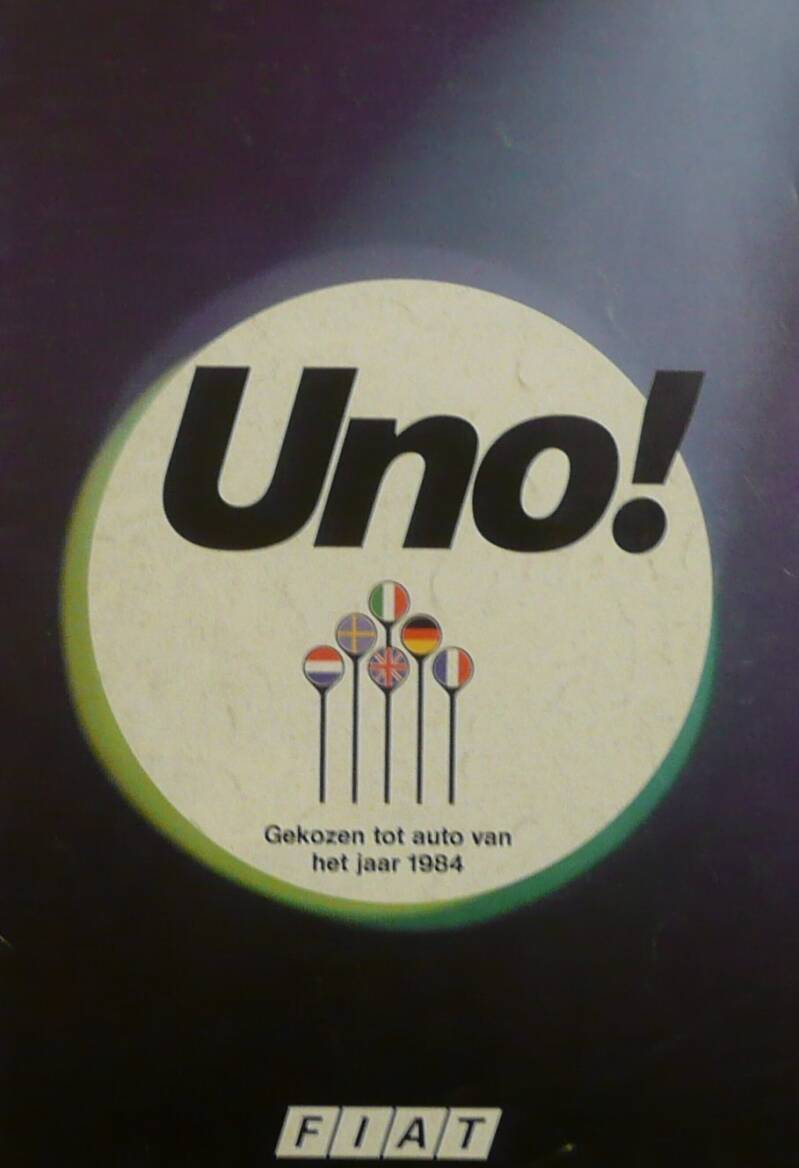 Uno!
Gekozen tot auto van
het jaar 1984
FIAT